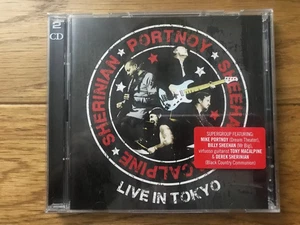 2
CD
SHERINIAN PORTNOY SHEEHAN MACALPINE
LIVE IN TOKYO
SUPERGROUP FEATURING
MIKE PORTNOY (Dream Theater),
BILLY SHEEHAN (Mr Big),
virtuoso guitarist TONY MACALPINE
& DEREK SHERINIAN
(Black Country Communion)